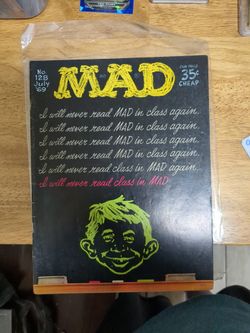 No. 128 July '69
MAD
OUR PRICE 35¢ CHEAP
I will never read MAD in class again.
I will never read MAD in class again.
I will never read MAD in class again.
I will never read MAD in class again.
I will never read MAD in class again.
I will never read class in MAD